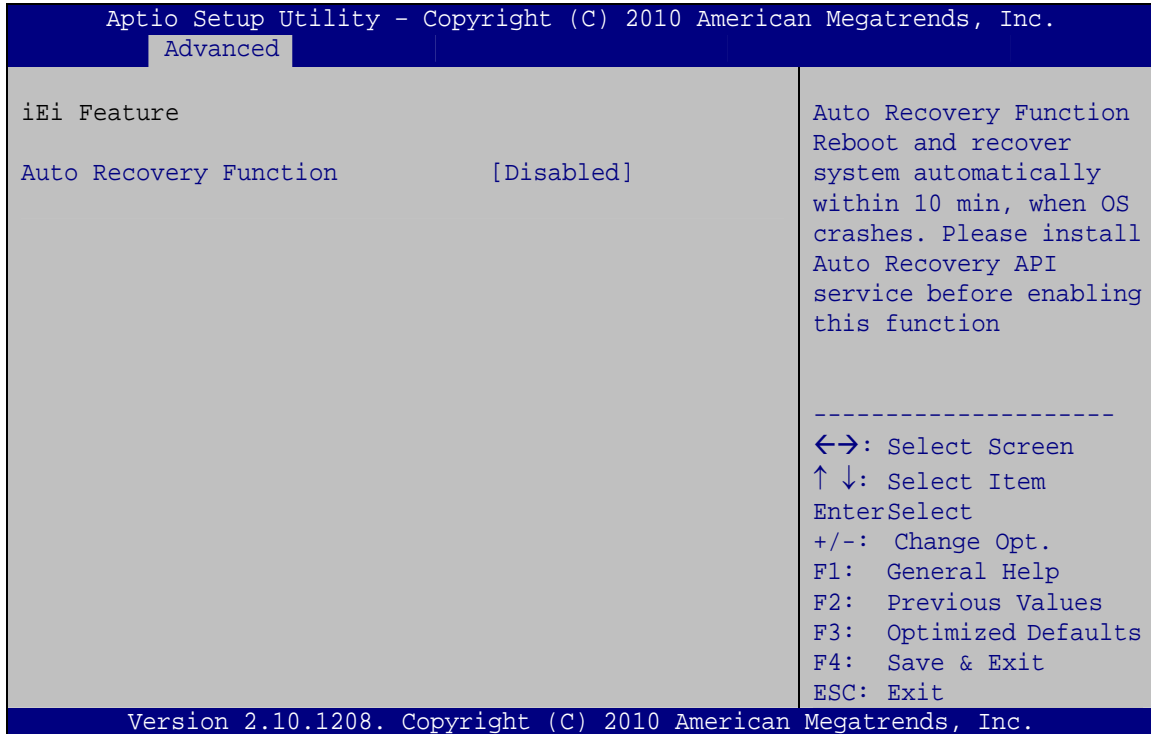 Aptio Setup Utility – Copyright (C) 2010 American Megatrends, Inc.
Advanced
iEi Feature
Auto Recovery Function [Disabled]
Auto Recovery Function
Reboot and recover
system automatically
within 10 min, when OS
crashes. Please install
Auto Recovery API
service before enabling
this function
---------------------
←→: Select Screen
↑ ↓: Select Item
EnterSelect
+/-: Change Opt.
F1: General Help
F2: Previous Values
F3: Optimized Defaults
F4: Save & Exit
ESC: Exit
Version 2.10.1208. Copyright (C) 2010 American Megatrends, Inc.